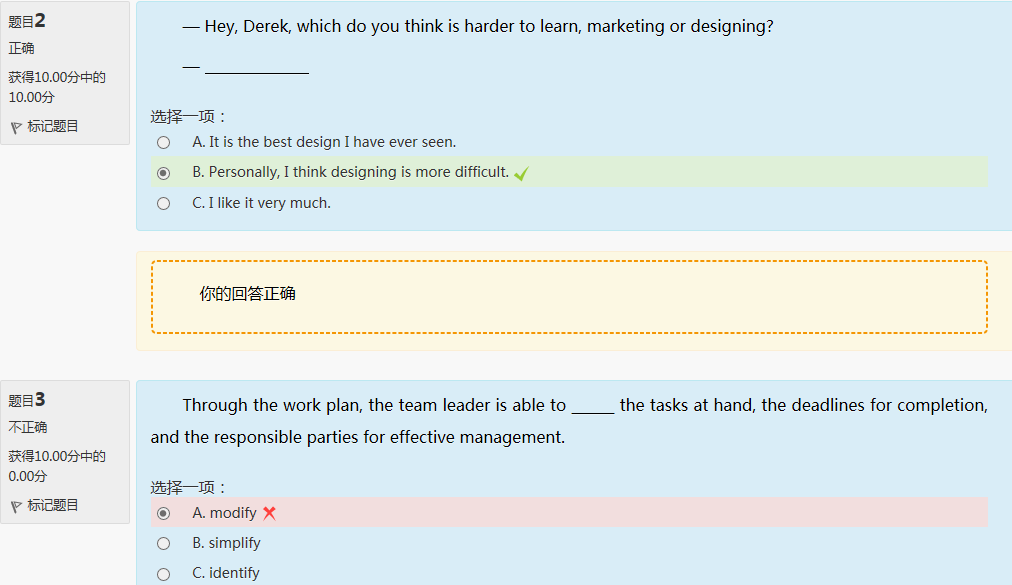 题目2
正确
获得10.00分中的
10.00分
标记题目
— Hey, Derek, which do you think is harder to learn, marketing or designing?
— _____________
选择一项：
A. It is the best design I have ever seen.
B. Personally, I think designing is more difficult.
C. I like it very much.
你的回答正确
题目3
不正确
获得10.00分中的
0.00分
标记题目
Through the work plan, the team leader is able to _____ the tasks at hand, the deadlines for completion,
and the responsible parties for effective management.
选择一项：
A. modify
B. simplify
C. identify